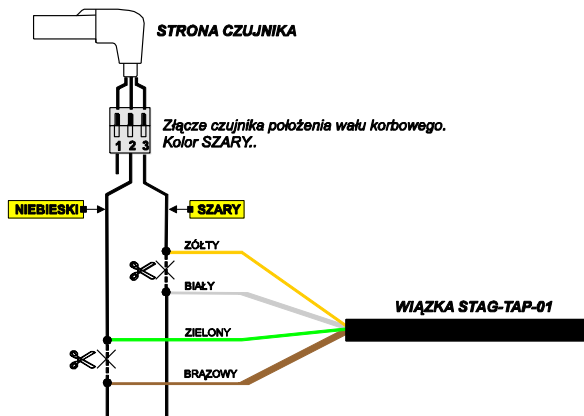 STRONA CZUJNIKA
Złącze czujnika położenia wału korbowego.
Kolor SZARY..
1 2 3
NIEBIESKI
SZARY
ŻÓŁTY
BIAŁY
WIĄZKA STAG-TAP-01
ZIELONY
BRĄZOWY